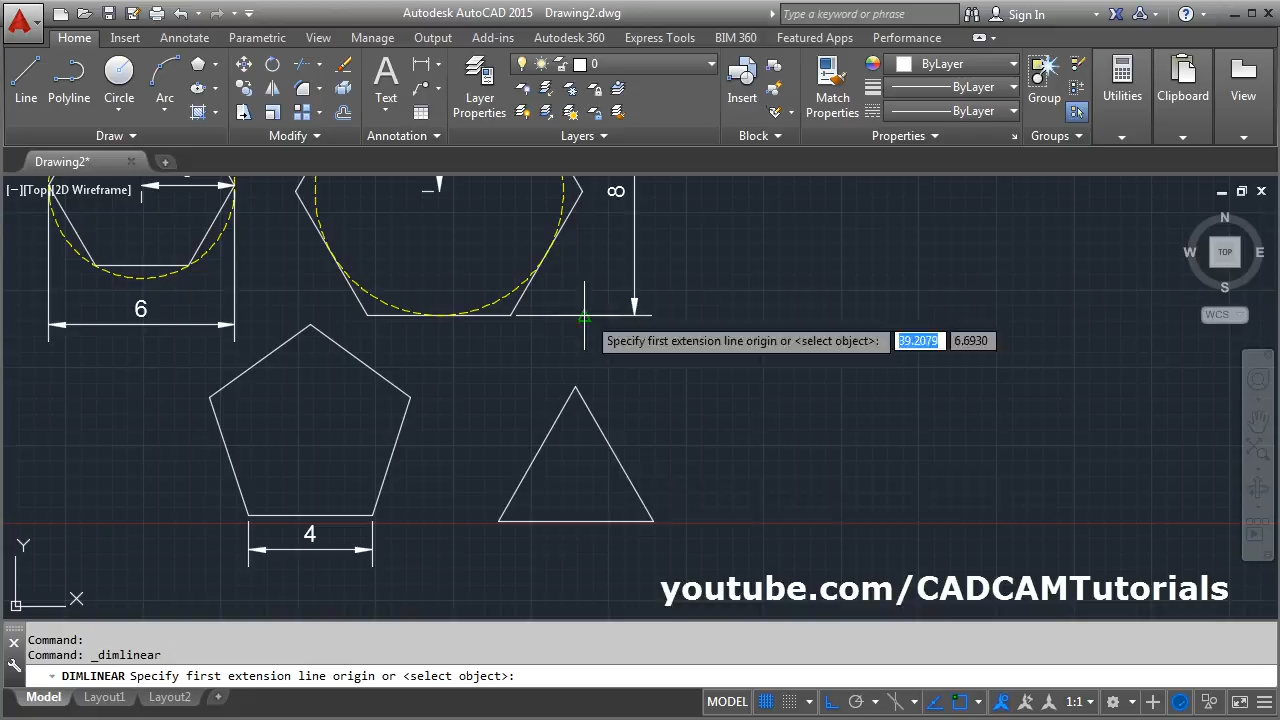 Autodesk AutoCAD 2015 Drawing2.dwg
Type a keyword or phrase
Sign In
Home Insert Annotate Parametric View Manage Output Add-ins Autodesk 360 Express Tools BIM 360 Featured Apps Performance
Line Polyline Circle Arc
Text
Layer Properties
0
Insert
Match Properties
ByLayer
ByLayer
ByLayer
Group
Utilities
Clipboard
View
Draw Modify Annotation Layers Block Properties Groups
Drawing2*
[−][Top][2D Wireframe]
8
6
4
N
W TOP E
S
WCS
Specify first extension line origin or <select object>: 39.2079 6.6930
Y
X
youtube.com/CADCAMTutorials
Command:
Command: _dimlinear
DIMLINEAR Specify first extension line origin or <select object>:
Model Layout1 Layout2
MODEL
1:1